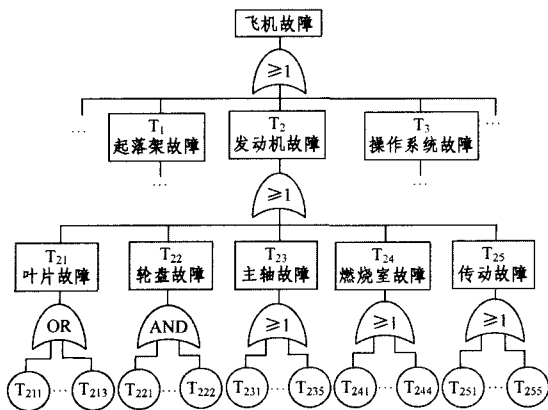 飞机故障
≥1
… T₁ T₂ T₃ …
起落架故障 发动机故障 操作系统故障
… ≥1 …
T₂₁ T₂₂ T₂₃ T₂₄ T₂₅
叶片故障 轮盘故障 主轴故障 燃烧室故障 传动故障
OR AND ≥1 ≥1 ≥1
T₂₁₁ … T₂₁₃ T₂₂₁ … T₂₂₂ T₂₃₁ … T₂₃₅ T₂₄₁ … T₂₄₄ T₂₅₁ … T₂₅₅